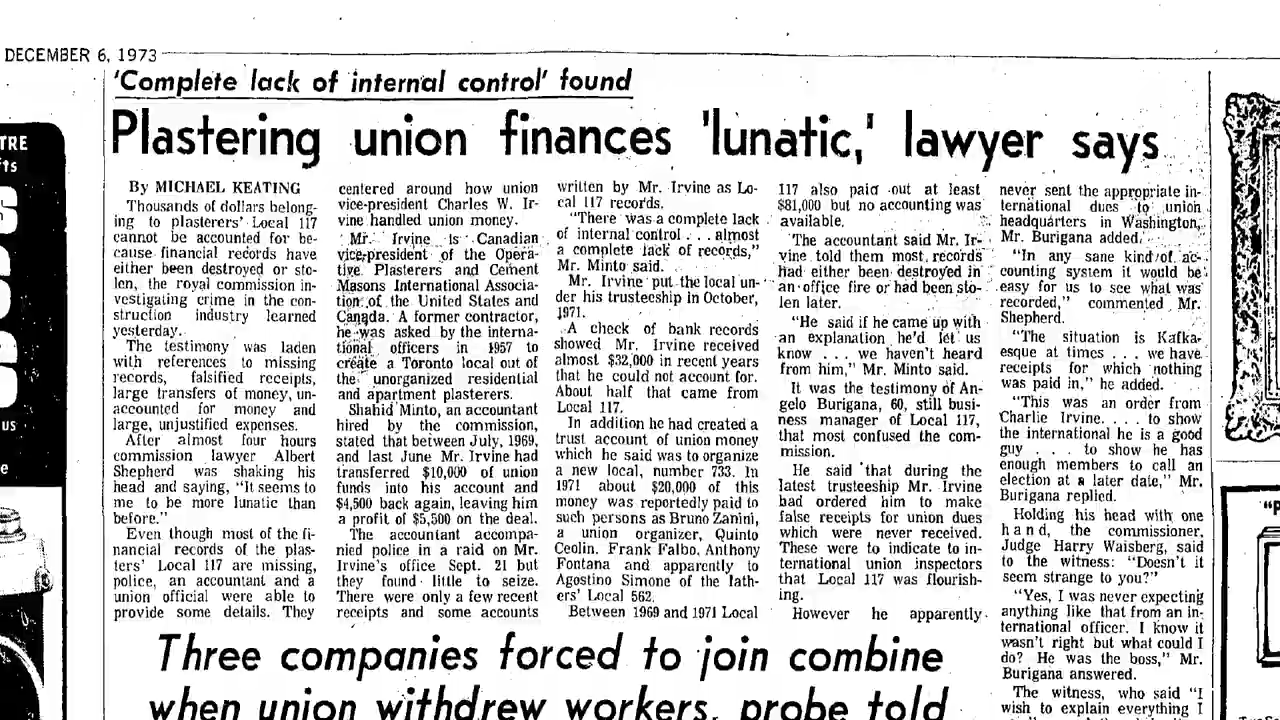 DECEMBER 6, 1973
'Complete lack of internal control' found
Plastering union finances 'lunatic,' lawyer says
By MICHAEL KEATING
Thousands of dollars belong-
ing to plasterers' Local 117
cannot be accounted for be-
cause financial records have
either been destroyed or sto-
len, the royal commission in-
vestigating crime in the con-
struction industry learned
yesterday.
The testimony was laden
with references to missing
records, falsified receipts,
large transfers of money, un-
accounted for money and
large, unjustified expenses.
After almost four hours
commission lawyer Albert
Shepherd was shaking his
head and saying, "It seems to
me to be more lunatic than
before."
Even though most of the fi-
nancial records of the plas-
ters' Local 117 are missing,
police, an accountant and a
union official were able to
provide some details. They
centered around how union
vice-president Charles W. Ir-
vine handled union money.
Mr. Irvine is Canadian
vice-president of the Opera-
tive Plasterers and Cement
Masons International Associa-
tion of the United States and
Canada. A former contractor,
he was asked by the interna-
tional officers in 1957 to
create a Toronto local out of
the unorganized residential
and apartment plasterers.
Shahid Minto, an accountant
hired by the commission,
stated that between July, 1969,
and last June Mr. Irvine had
transferred $10,000 of union
funds into his account and
$4,500 back again, leaving him
a profit of $5,500 on the deal.
The accountant accompa-
nied police in a raid on Mr.
Irvine's office Sept. 21 but
they found little to seize.
There were only a few recent
receipts and some accounts
written by Mr. Irvine as Lo-
cal 117 records.
"There was a complete lack
of internal control . . . almost
a complete lack of records,"
Mr. Minto said.
Mr. Irvine put the local un-
der his trusteeship in October,
1971.
A check of bank records
showed Mr. Irvine received
almost $32,000 in recent years
that he could not account for.
About half that came from
Local 117.
In addition he had created a
trust account of union money
which he said was to organize
a new local, number 733. In
1971 about $20,000 of this
money was reportedly paid to
such persons as Bruno Zanini,
a union organizer, Quinto
Ceolin. Frank Falbo, Anthony
Fontana and apparently to
Agostino Simone of the lath-
ers' Local 562.
Between 1969 and 1971 Local
117 also paid out at least
$81,000 but no accounting was
available.
The accountant said Mr. Ir-
vine told them most records
had either been destroyed in
an office fire or had been sto-
len later.
"He said if he came up with
an explanation he'd let us
know . . . we haven't heard
from him," Mr. Minto said.
It was the testimony of An-
gelo Burigana, 60, still busi-
ness manager of Local 117,
that most confused the com-
mission.
He said that during the
latest trusteeship Mr. Irvine
had ordered him to make
false receipts for union dues
which were never received.
These were to indicate to in-
ternational union inspectors
that Local 117 was flourish-
ing.
However he apparently
never sent the appropriate in-
ternational dues to union
headquarters in Washington,
Mr. Burigana added.
"In any sane kind of ac-
counting system it would be
easy for us to see what was
recorded," commented Mr.
Shepherd.
"The situation is Kafka-
esque at times . . . we have
receipts for which nothing
was paid in," he added.
"This was an order from
Charlie Irvine. . . . to show
the international he is a good
guy . . . to show he has
enough members to call an
election at a later date," Mr.
Burigana replied.
Holding his head with one
hand, the commissioner,
Judge Harry Waisberg, said
to the witness: "Doesn't it
seem strange to you?"
"Yes, I was never expecting
anything like that from an in-
ternational officer. I know it
wasn't right but what could I
do? He was the boss," Mr.
Burigana answered.
The witness, who said "I
wish to explain everything I
Three companies forced to join combine
when union withdrew workers, probe told
TRE
us
e
"P